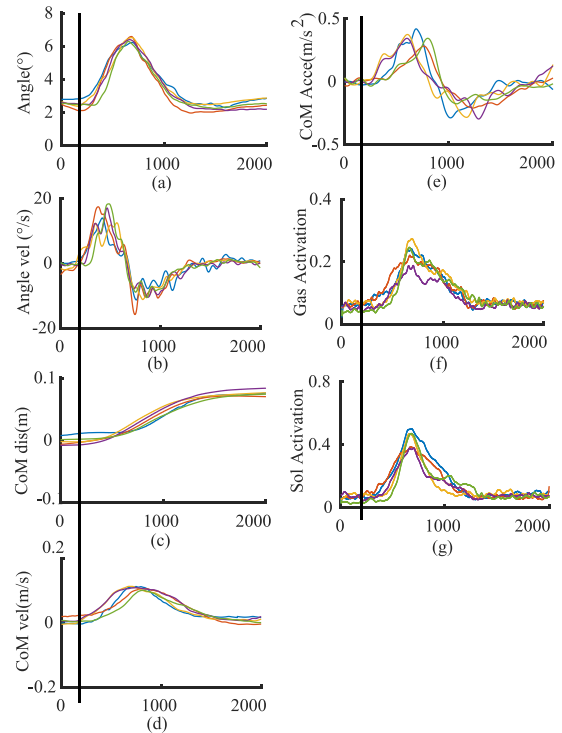 8
6
4
2
0
Angle(°)
0 1000 2000
(a)
20
0
-20
Angle vel (°/s)
0 1000 2000
(b)
0.1
0
-0.
CoM dis(m)
0 1000 2000
(c)
0.2
0
-0.2
CoM vel(m/s)
0 1000 2000
(d)
0.5
0
-0.5
CoM Acce(m/s 2)
0 1000 2000
(e)
0.4
0.2
0
Gas Activation
0 1000 2000
(f)
0.8
0.4
0
Sol Activation
0 1000 2000
(g)